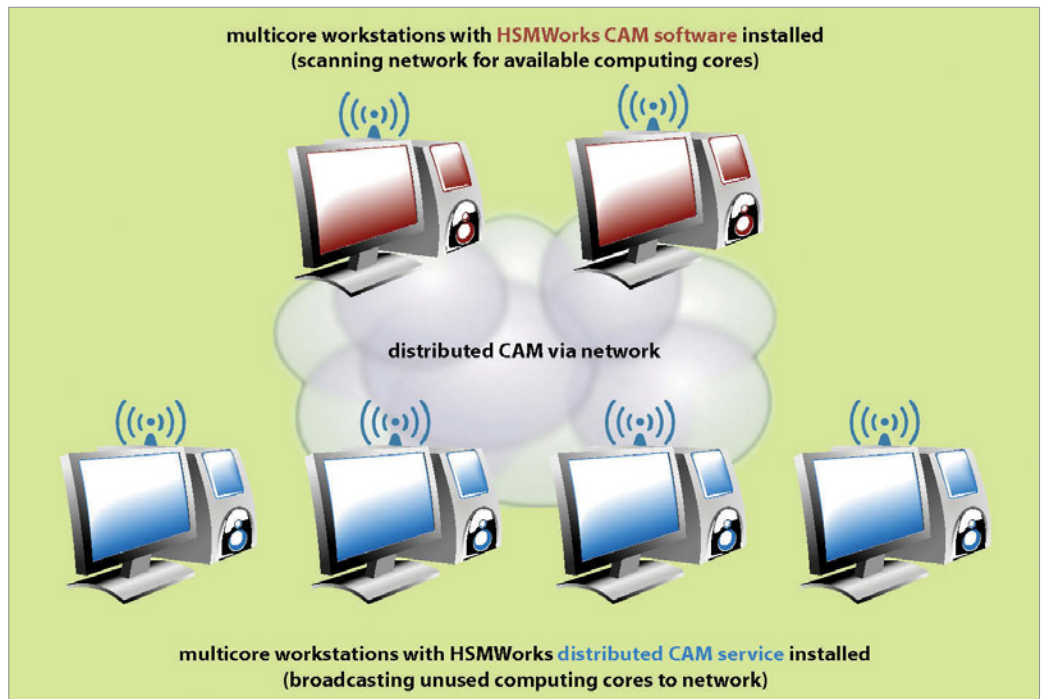 multicore workstations with HSMWorks CAM software installed
(scanning network for available computing cores)
distributed CAM via network
multicore workstations with HSMWorks distributed CAM service installed
(broadcasting unused computing cores to network)